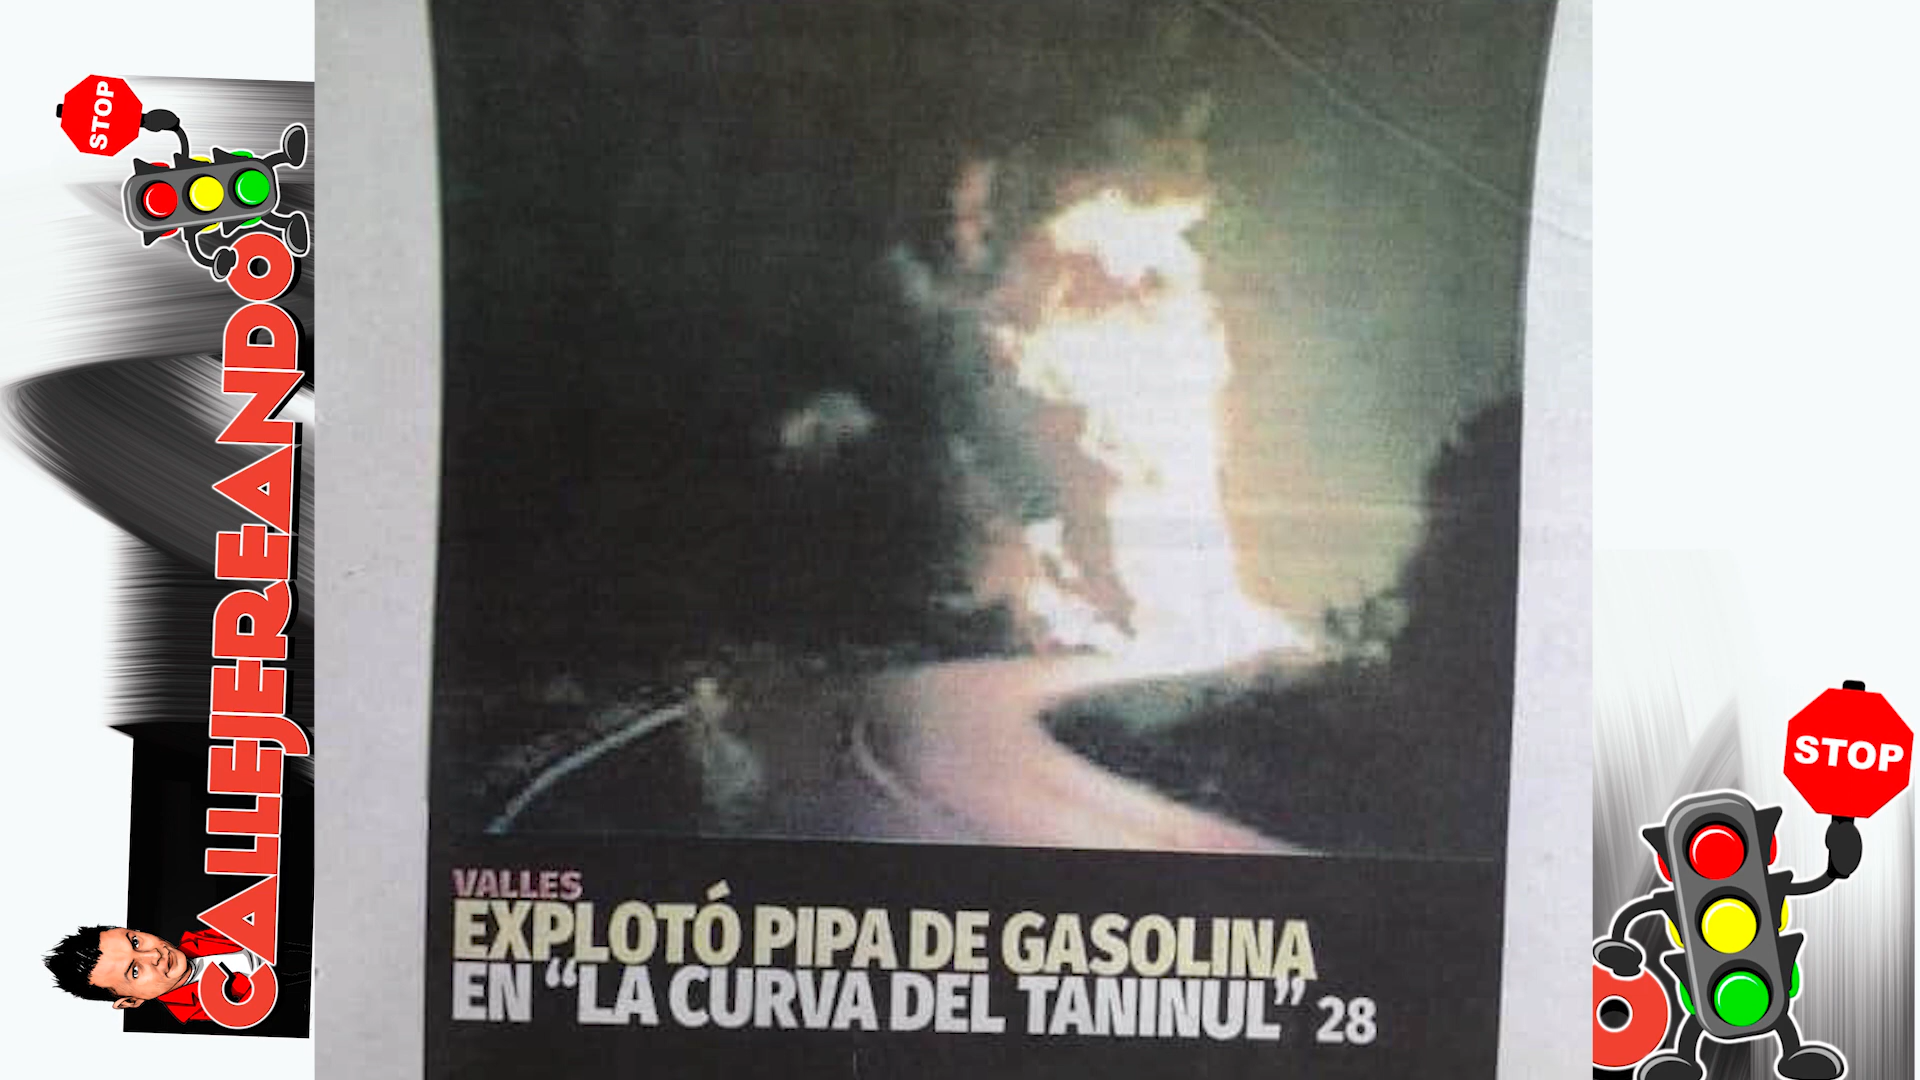 STOP
CALLEJEREANDO
VALLES
EXPLOTÓ PIPA DE GASOLINA
EN “LA CURVA DEL TANINUL” 28
STOP
O